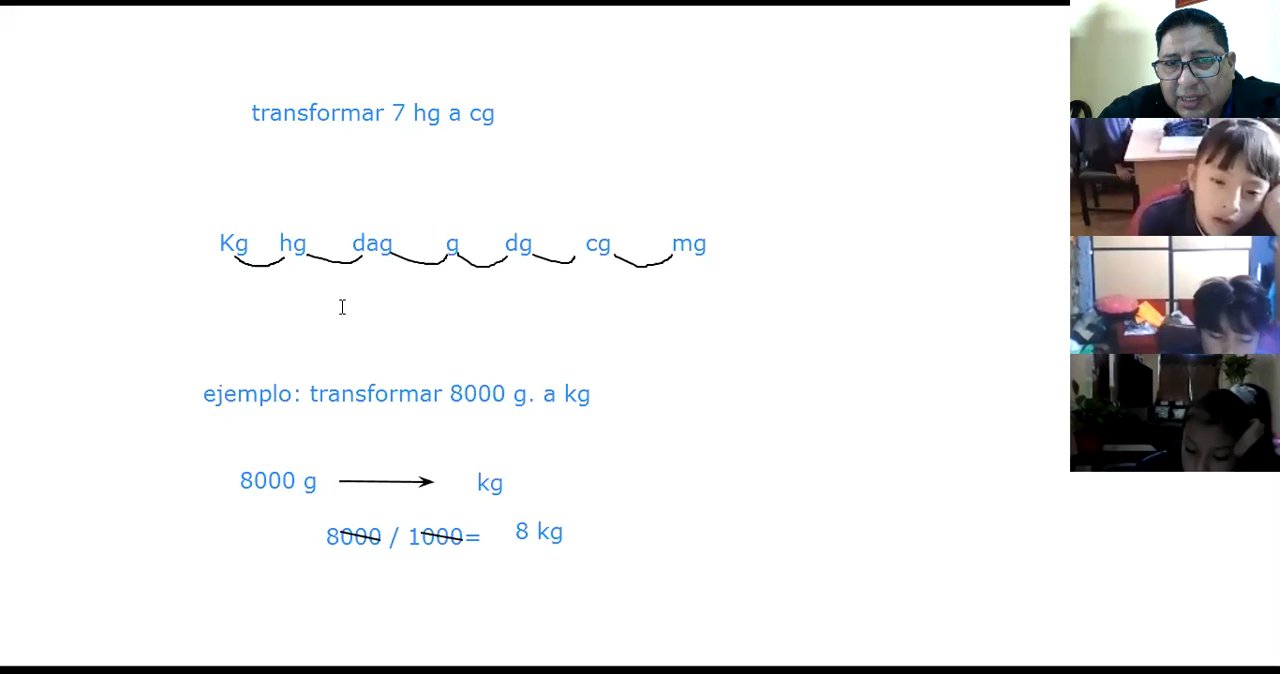 transformar 7 hg a cg
Kg hg dag g dg cg mg
ejemplo: transformar 8000 g. a kg
8000 g kg
8000 / 1000= 8 kg